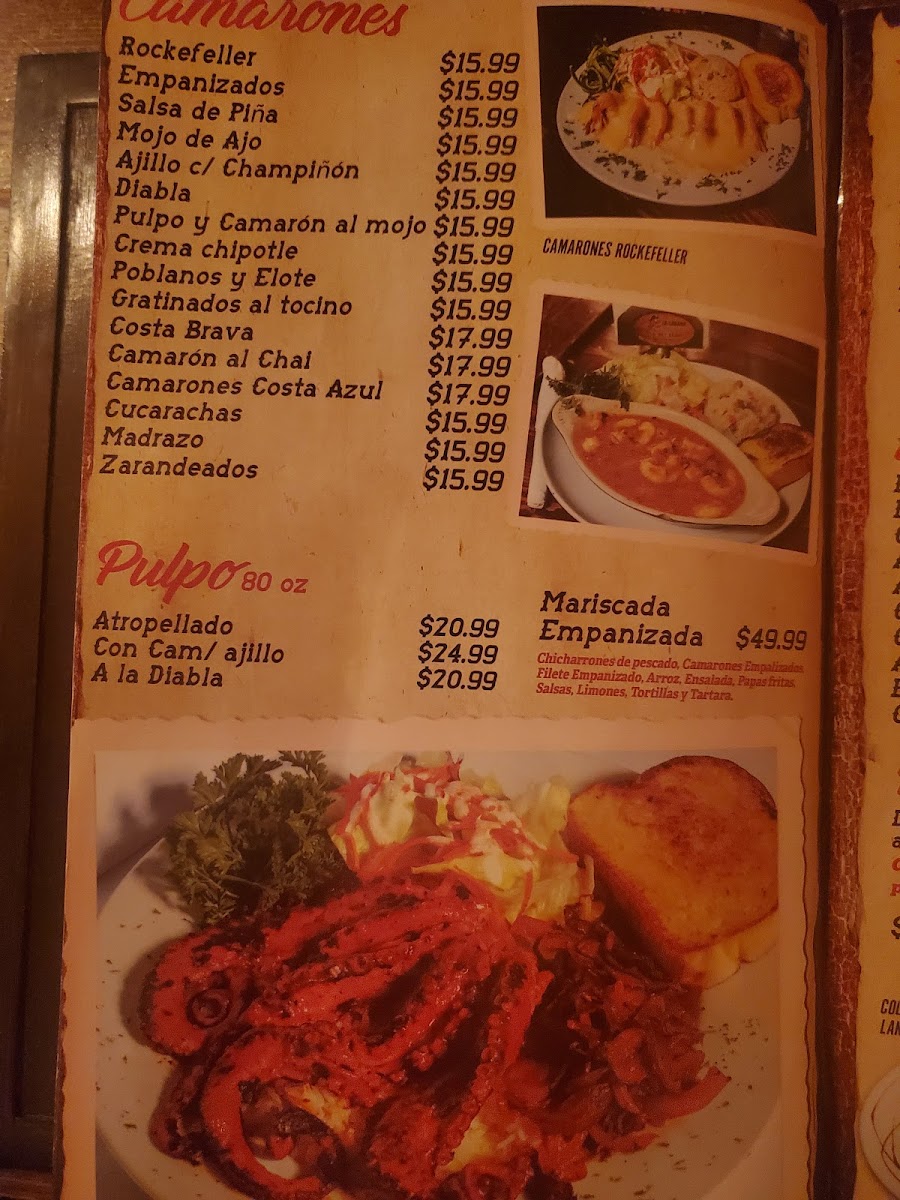 Camarones
Rockefeller $15.99
Empanizados $15.99
Salsa de Piña $15.99
Mojo de Ajo $15.99
Ajillo c/ Champiñón $15.99
Diabla $15.99
Pulpo y Camarón al mojo $15.99
Crema chipotle $15.99
Poblanos y Elote $15.99
Gratinados al tocino $15.99
Costa Brava $17.99
Camarón al Chai $17.99
Camarones Costa Azul $17.99
Cucarachas $15.99
Madrazo $15.99
Zarandeados $15.99
CAMARONES ROCKEFELLER
Pulpo 80 oz
Atropellado $20.99
Con Cam/ ajillo $24.99
A la Diabla $20.99
Mariscada
Empanizada $49.99
Chicharrones de pescado, Camarones Empalizados,
Filete Empanizado, Arroz, Ensalada, Papas fritas,
Salsas, Limones, Tortillas y Tartara.